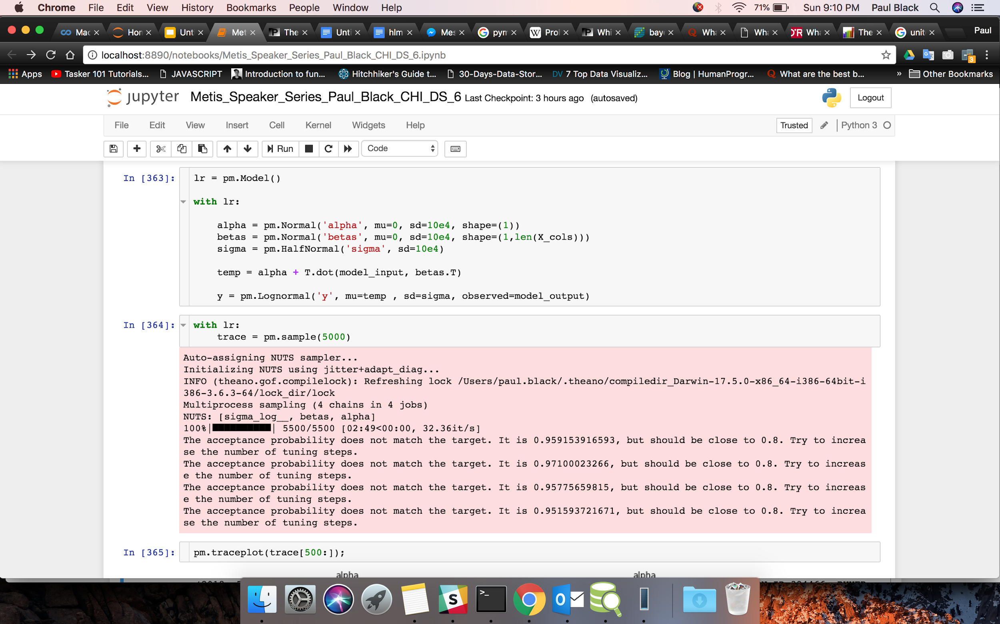 Chrome File Edit View History Bookmarks People Window Help 71% Sun 9:10 PM Paul Black
Mac Hon Unti Met The Unti hlm Mes pym Prol Whi baye Wha Wha Wha The unit Paul
localhost:8890/notebooks/Metis_Speaker_Series_Paul_Black_CHI_DS_6.ipynb
3
Apps Tasker 101 Tutorials... JAVASCRIPT Introduction to fun... Hitchhiker's Guide t... 30-Days-Data-Stor... DV 7 Top Data Visualiz... Blog | HumanProgr... What are the best b... » Other Bookmarks
jupyter Metis_Speaker_Series_Paul_Black_CHI_DS_6 Last Checkpoint: 3 hours ago (autosaved) Logout
File Edit View Insert Cell Kernel Widgets Help Trusted Python 3
Run Code
In [363]: lr = pm.Model()
with lr:
alpha = pm.Normal('alpha', mu=0, sd=10e4, shape=(1))
betas = pm.Normal('betas', mu=0, sd=10e4, shape=(1,len(X_cols)))
sigma = pm.HalfNormal('sigma', sd=10e4)
temp = alpha + T.dot(model_input, betas.T)
y = pm.Lognormal('y', mu=temp , sd=sigma, observed=model_output)
In [364]: with lr:
trace = pm.sample(5000)
Auto-assigning NUTS sampler...
Initializing NUTS using jitter+adapt_diag...
INFO (theano.gof.compilelock): Refreshing lock /Users/paul.black/.theano/compiledir_Darwin-17.5.0-x86_64-i386-64bit-i
386-3.6.3-64/lock_dir/lock
Multiprocess sampling (4 chains in 4 jobs)
NUTS: [sigma_log__, betas, alpha]
100%|██████████| 5500/5500 [02:49<00:00, 32.36it/s]
The acceptance probability does not match the target. It is 0.959153916593, but should be close to 0.8. Try to increa
se the number of tuning steps.
The acceptance probability does not match the target. It is 0.97100023266, but should be close to 0.8. Try to increas
e the number of tuning steps.
The acceptance probability does not match the target. It is 0.95775659815, but should be close to 0.8. Try to increas
e the number of tuning steps.
The acceptance probability does not match the target. It is 0.951593721671, but should be close to 0.8. Try to increa
se the number of tuning steps.
In [365]: pm.traceplot(trace[500:]);
alpha alpha